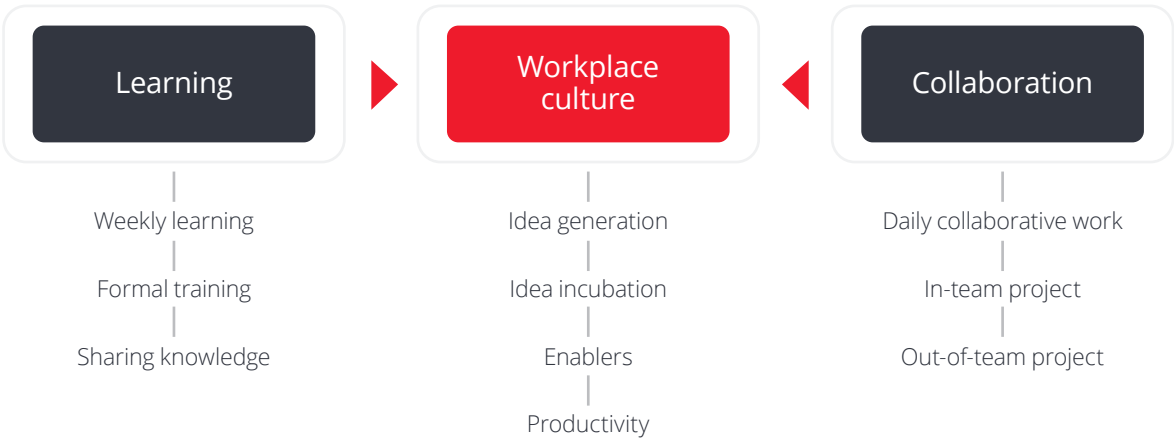 Learning
Weekly learning
Formal training
Sharing knowledge
Workplace
culture
Idea generation
Idea incubation
Enablers
Productivity
Collaboration
Daily collaborative work
In-team project
Out-of-team project